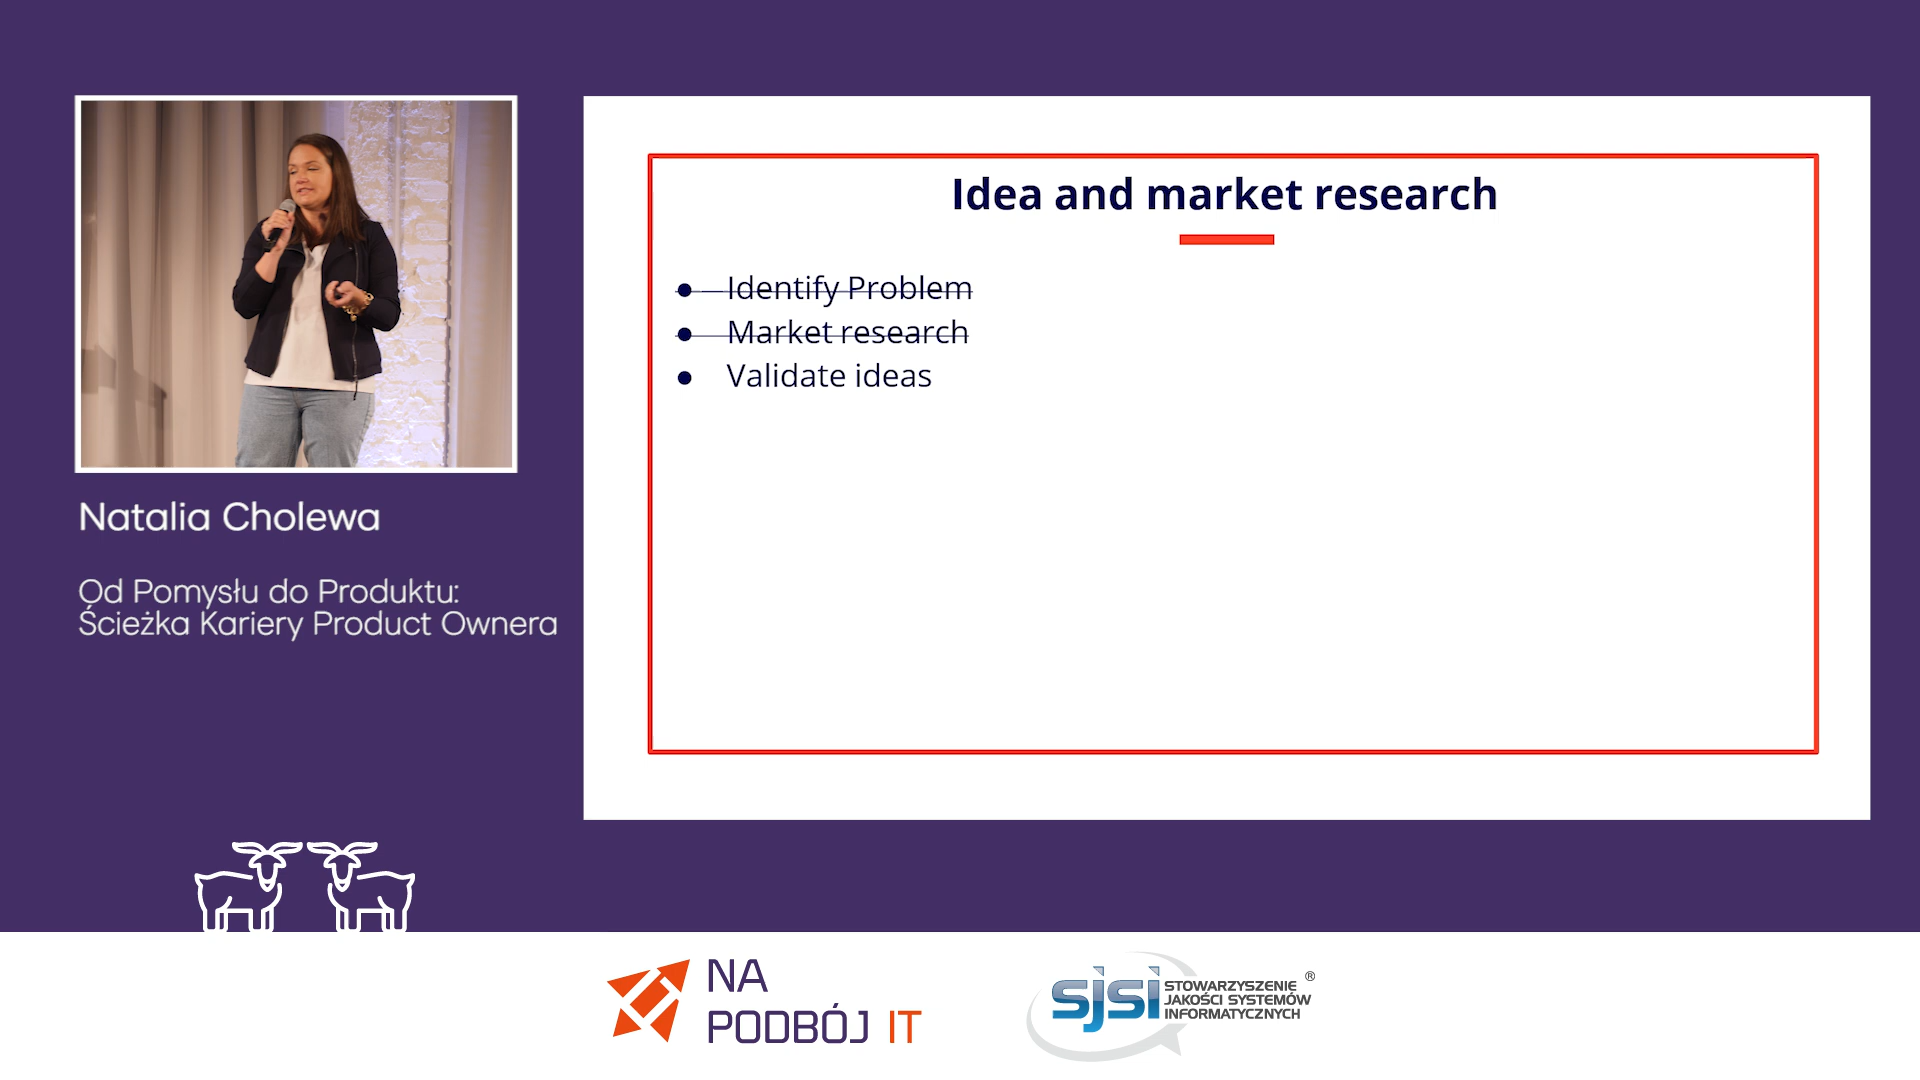 Idea and market research
● Identify Problem
● Market research
● Validate ideas
Natalia Cholewa
Od Pomysłu do Produktu:
Ścieżka Kariery Product Ownera
NA
PODBÓJ IT
sjsi
STOWARZYSZENIE ®
JAKOŚCI SYSTEMÓW
INFORMATYCZNYCH